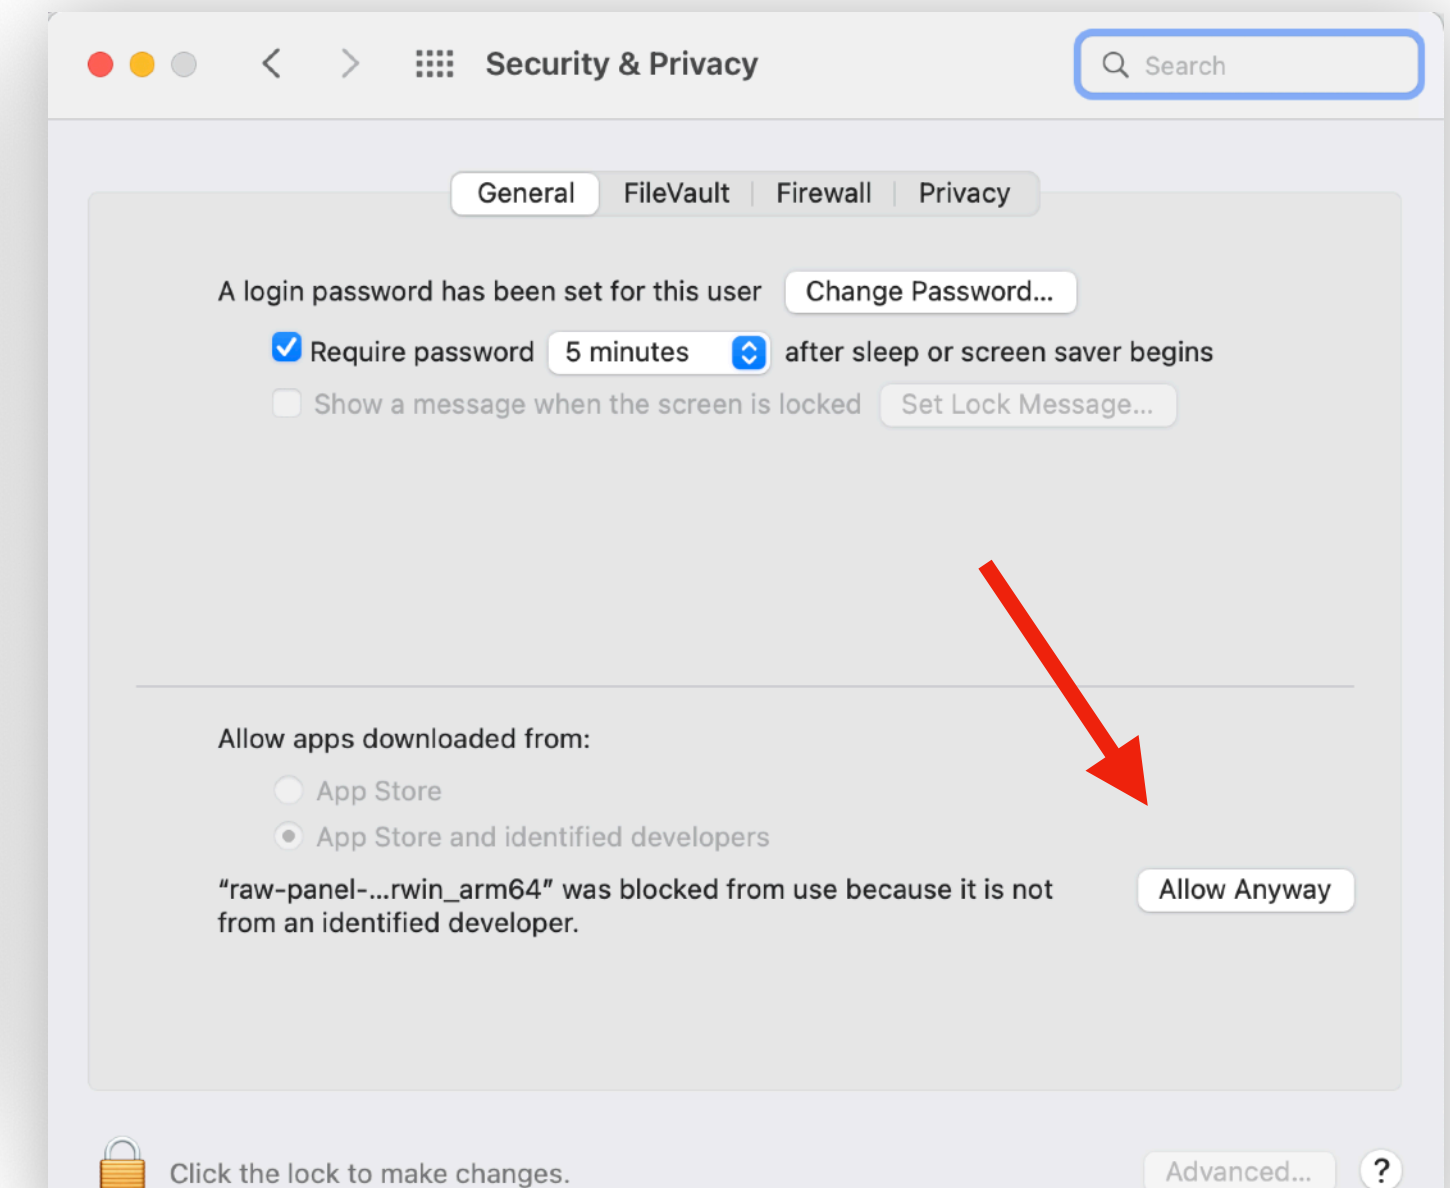 Security & Privacy
Search
General
FileVault
Firewall
Privacy
A login password has been set for this user
Change Password...
Require password
5 minutes
after sleep or screen saver begins
Show a message when the screen is locked
Set Lock Message...
Allow apps downloaded from:
App Store
App Store and identified developers
“raw-panel-...rwin_arm64” was blocked from use because it is not
from an identified developer.
Allow Anyway
Click the lock to make changes.
Advanced...
?